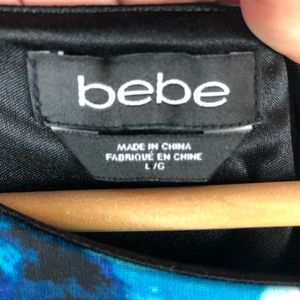 bebe
MADE IN CHINA
FABRIQUÉ EN CHINE
L/G